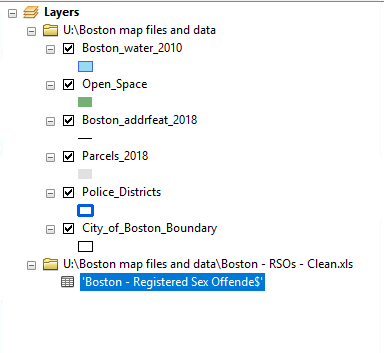 Layers
U:\Boston map files and data
Boston_water_2010
Open_Space
Boston_addrfeat_2018
Parcels_2018
Police_Districts
City_of_Boston_Boundary
U:\Boston map files and data\Boston - RSOs - Clean.xls
'Boston - Registered Sex Offende$'